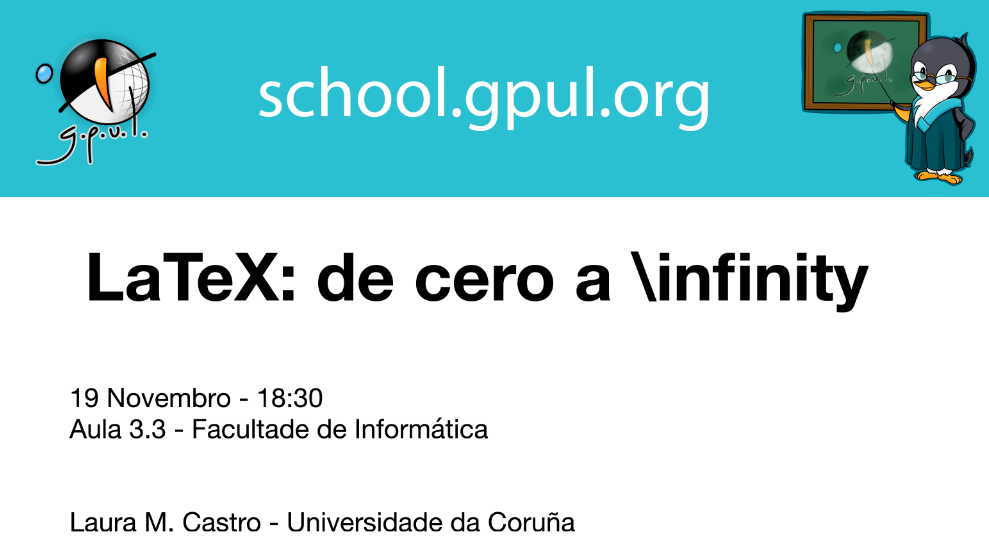 g.p.u.l.
school.gpul.org
LaTeX: de cero a \infinity
19 Novembro - 18:30
Aula 3.3 - Facultade de Informática
Laura M. Castro - Universidade da Coruña